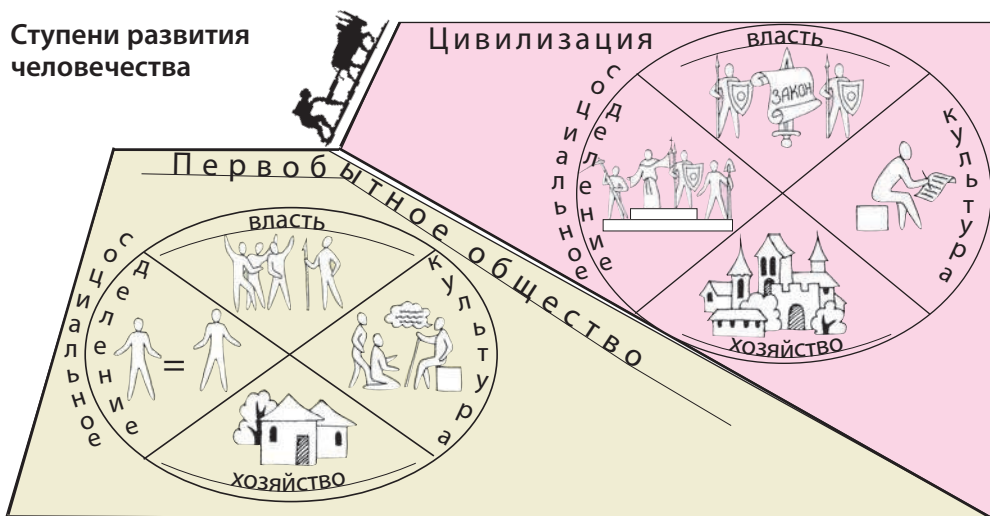 Ступени развития
человечества
Цивилизация
власть
ЗАКОН
социальное
деление
культура
хозяйство
Первобытное общество
власть
социальное
деление
культура
хозяйство
=